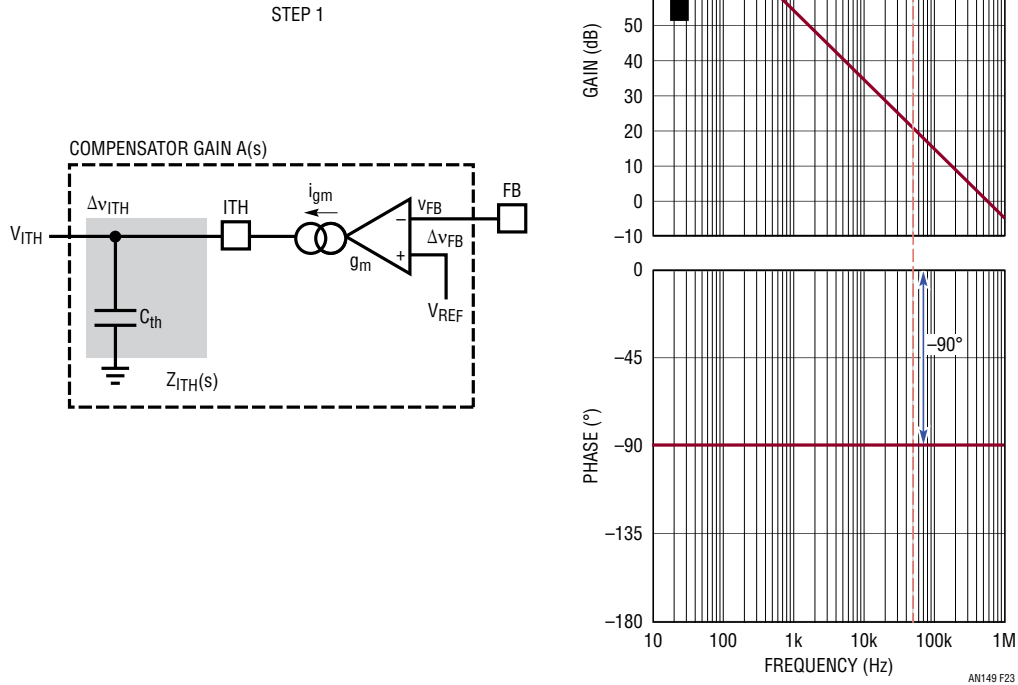 STEP 1
COMPENSATOR GAIN A(s)
ΔvITH
ITH
igm
vFB
FB
VITH
−
ΔvFB
+
gm
VREF
Cth
ZITH(s)
GAIN (dB)
50
40
30
20
10
0
–10
PHASE (°)
0
–45
–90
–135
–180
–90°
10 100 1k 10k 100k 1M
FREQUENCY (Hz)
AN149 F23